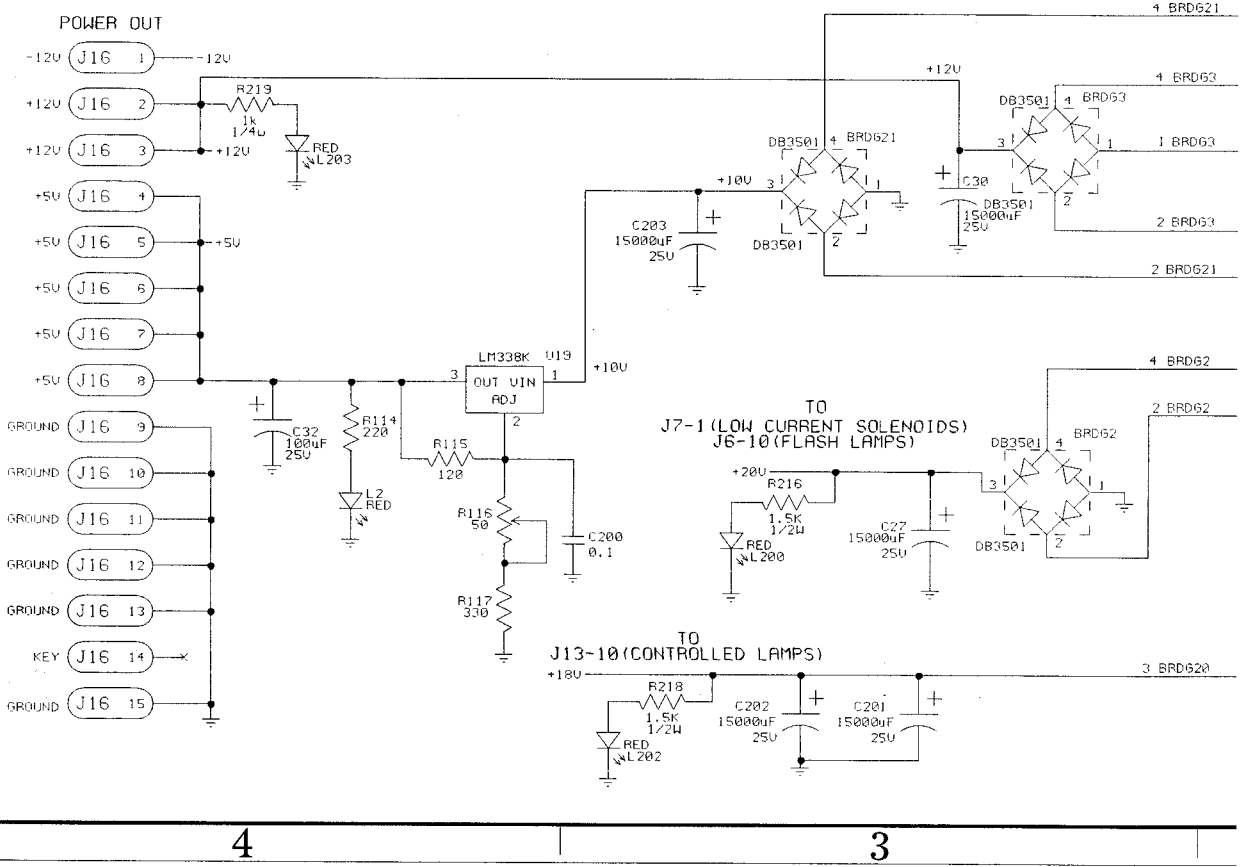 POWER OUT
-12V J16 1 -12V
+12V J16 2
+12V J16 3 +12V
+5V J16 4
+5V J16 5 +5V
+5V J16 6
+5V J16 7
+5V J16 8
GROUND J16 9
GROUND J16 10
GROUND J16 11
GROUND J16 12
GROUND J16 13
KEY J16 14
GROUND J16 15
R219
1k
1/4W
RED
L203
C32
100uF
25V
R114
220
L2
RED
R115
120
LM338K U19
3 OUT VIN 1
ADJ
2
+10V
R116
50
C200
0.1
R117
330
C203
15000uF
25V
+10V
DB3501 4 BRDG21
3 1
2
DB3501
4 BRDG21
2 BRDG21
+12V
DB3501 4 BRDG3
3 1
2
DB3501
C30
15000uF
25V
4 BRDG3
1 BRDG3
2 BRDG3
TO
J7-1(LOW CURRENT SOLENOIDS)
J6-10(FLASH LAMPS)
+20V
R216
1.5K
1/2W
RED
L200
C27
15000uF
25V
DB3501 4 BRDG2
3 1
2
DB3501
4 BRDG2
2 BRDG2
TO
J13-10(CONTROLLED LAMPS)
+18V
R218
1.5K
1/2W
RED
L202
C202
15000uF
25V
C201
15000uF
25V
3 BRDG20
4
3